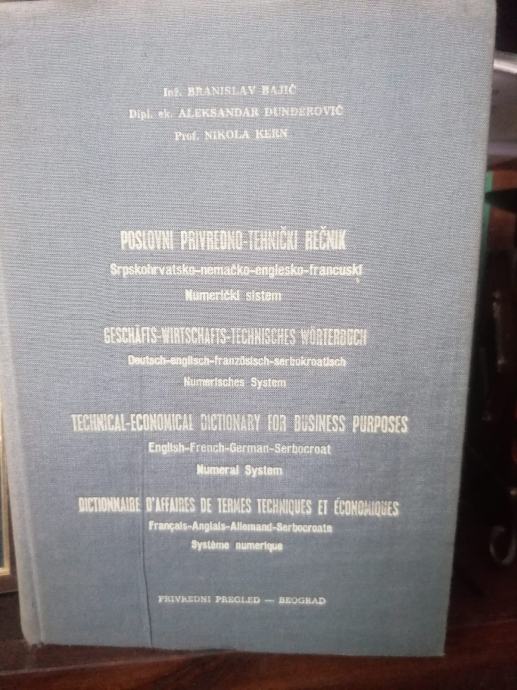 Inž. BRANISLAV BAJIĆ
Dipl. ek. ALEKSANDAR DUNĐEROVIĆ
Prof. NIKOLA KERN
POSLOVNI PRIVREDNO-TEHNIČKI REČNIK
Srpskohrvatsko-nemačko-englesko-francuski
Numerički sistem
GESCHÄFTS-WIRTSCHAFTS-TECHNISCHES WÖRTERBUCH
Deutsch-englisch-französisch-serbokroatisch
Numerisches System
TECHNICAL-ECONOMICAL DICTIONARY FOR BUSINESS PURPOSES
English-French-German-Serbocroat
Numeral System
DICTIONNAIRE D'AFFAIRES DE TERMES TECHNIQUES ET ÉCONOMIQUES
Français-Anglais-Allemand-Serbocroate
Système numerique
PRIVREDNI PREGLED — BEOGRAD